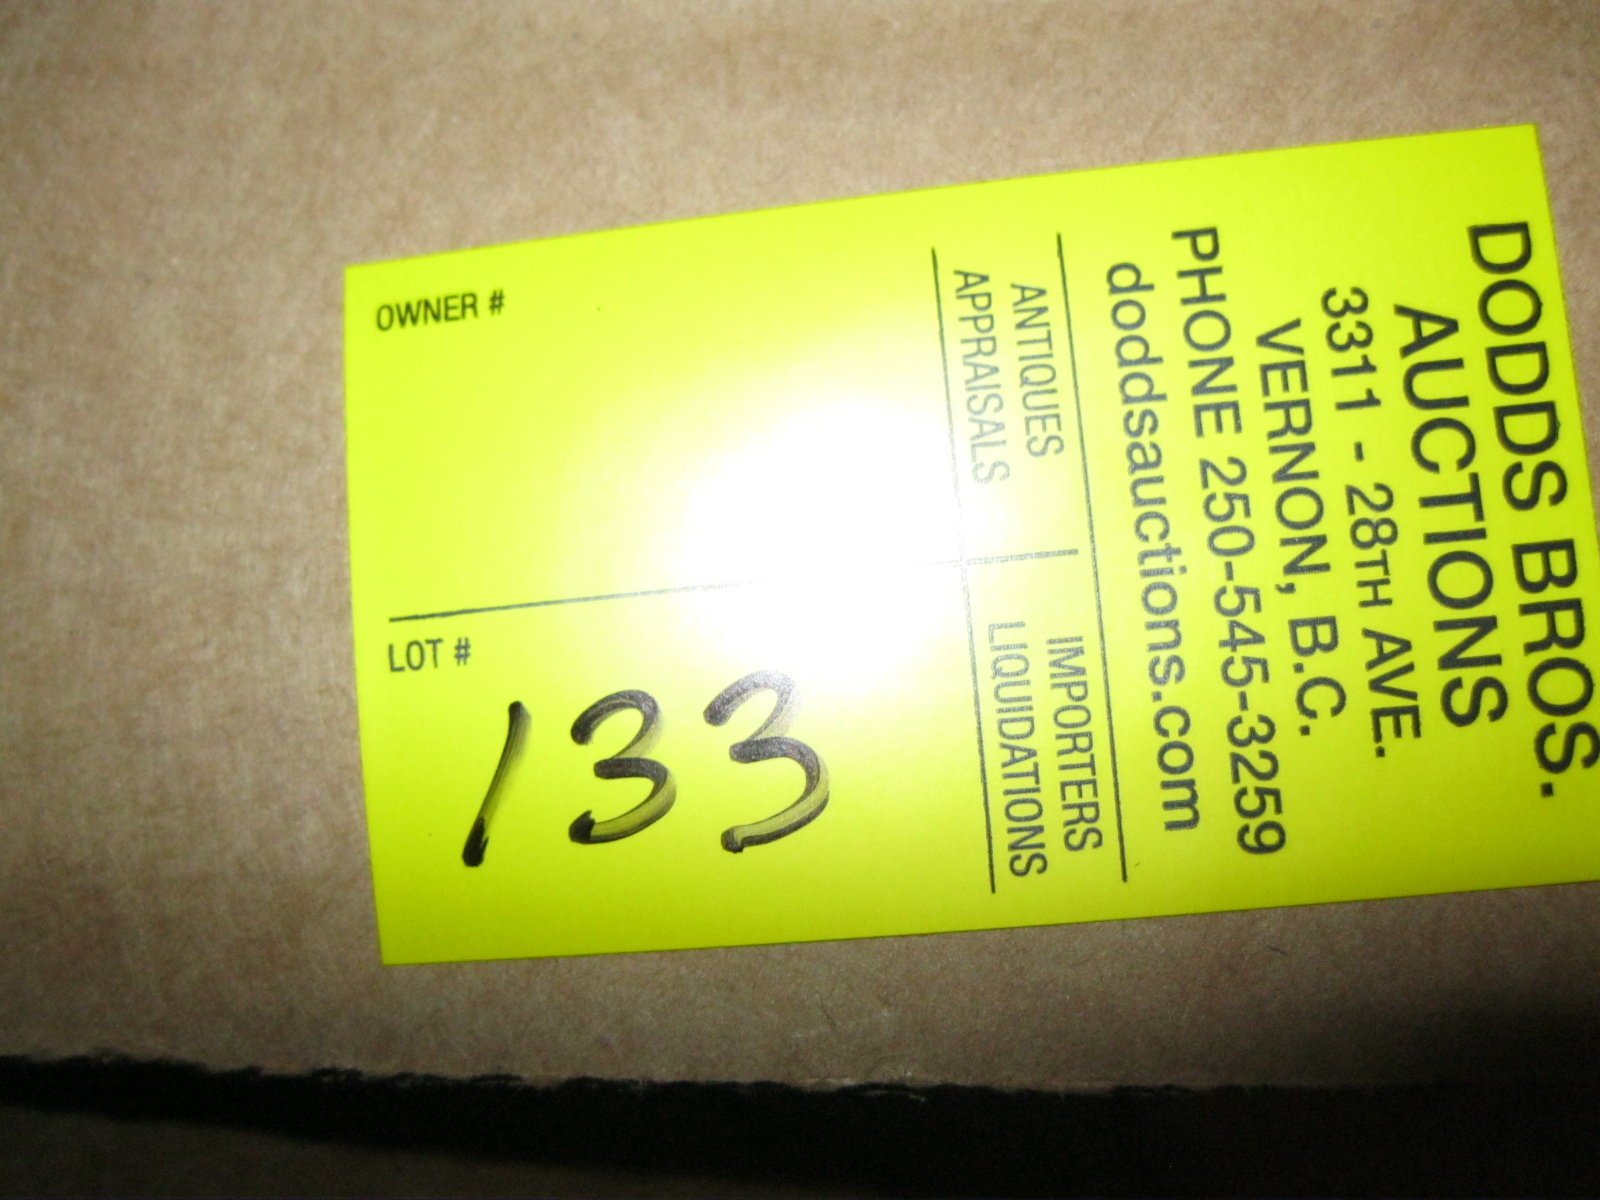 DODDS BROS.
AUCTIONS
3311 - 28TH AVE.
VERNON, B.C.
PHONE 250-545-3259
doddsauctions.com
ANTIQUES
APPRAISALS
IMPORTERS
LIQUIDATIONS
OWNER #
LOT #
133